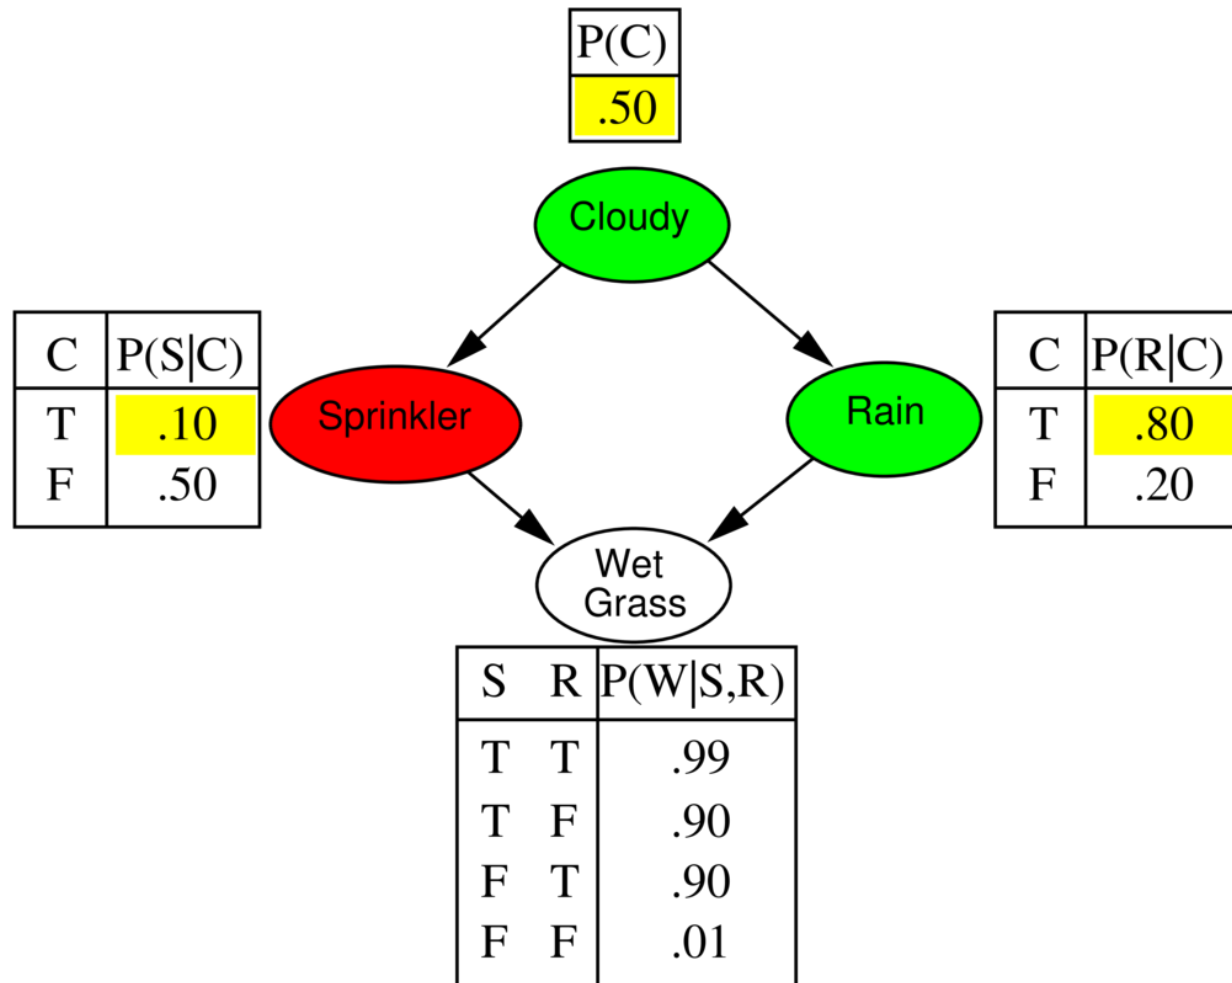 P(C)
.50
Cloudy
C P(S|C)
T .10
F .50
Sprinkler
Rain
C P(R|C)
T .80
F .20
Wet
Grass
S R P(W|S,R)
T T .99
T F .90
F T .90
F F .01